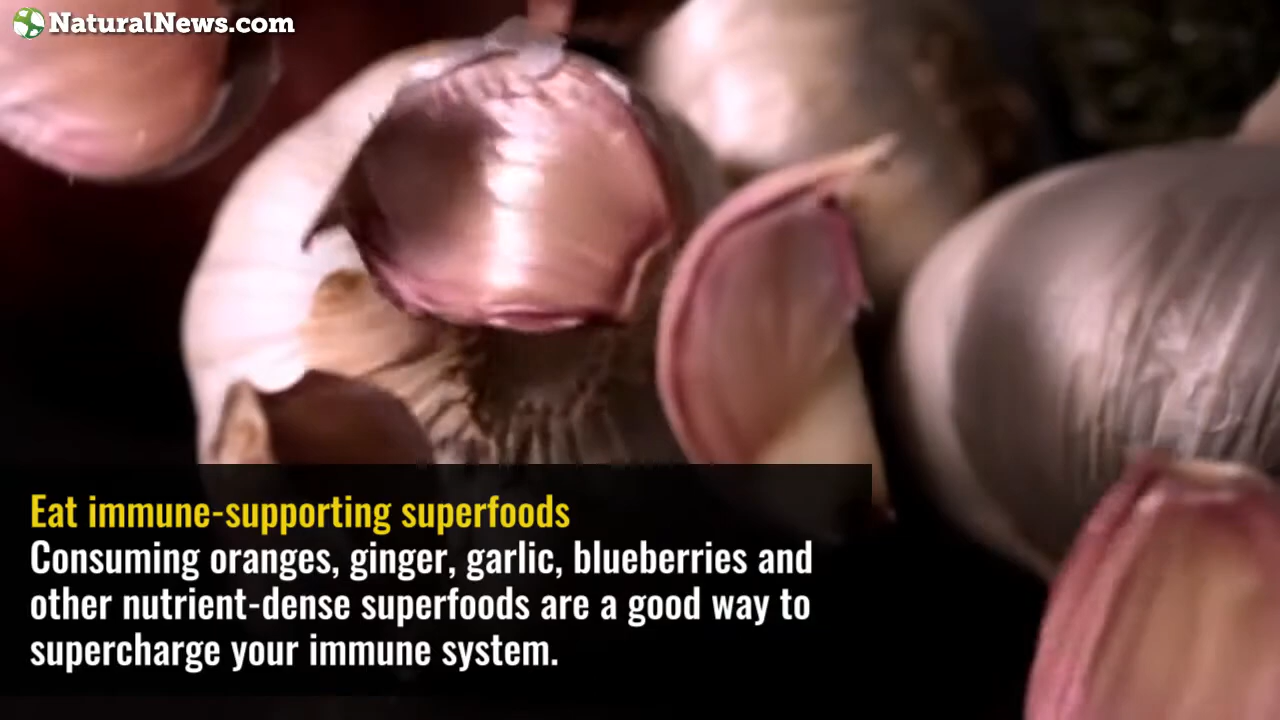 NaturalNews.com
Eat immune-supporting superfoods
Consuming oranges, ginger, garlic, blueberries and
other nutrient-dense superfoods are a good way to
supercharge your immune system.